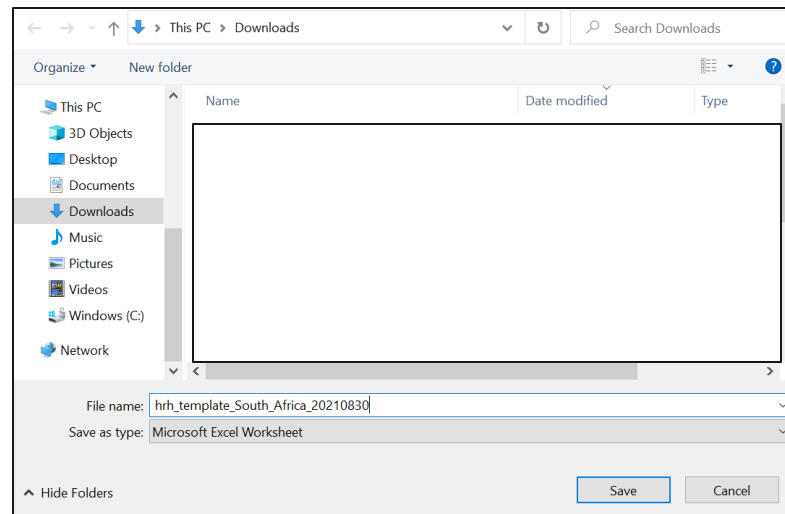 This PC > Downloads
Search Downloads
Organize
New folder
?
Name
Date modified
Type
This PC
3D Objects
Desktop
Documents
Downloads
Music
Pictures
Videos
Windows (C:)
Network
File name: hrh_template_South_Africa_20210830
Save as type: Microsoft Excel Worksheet
Hide Folders
Save
Cancel